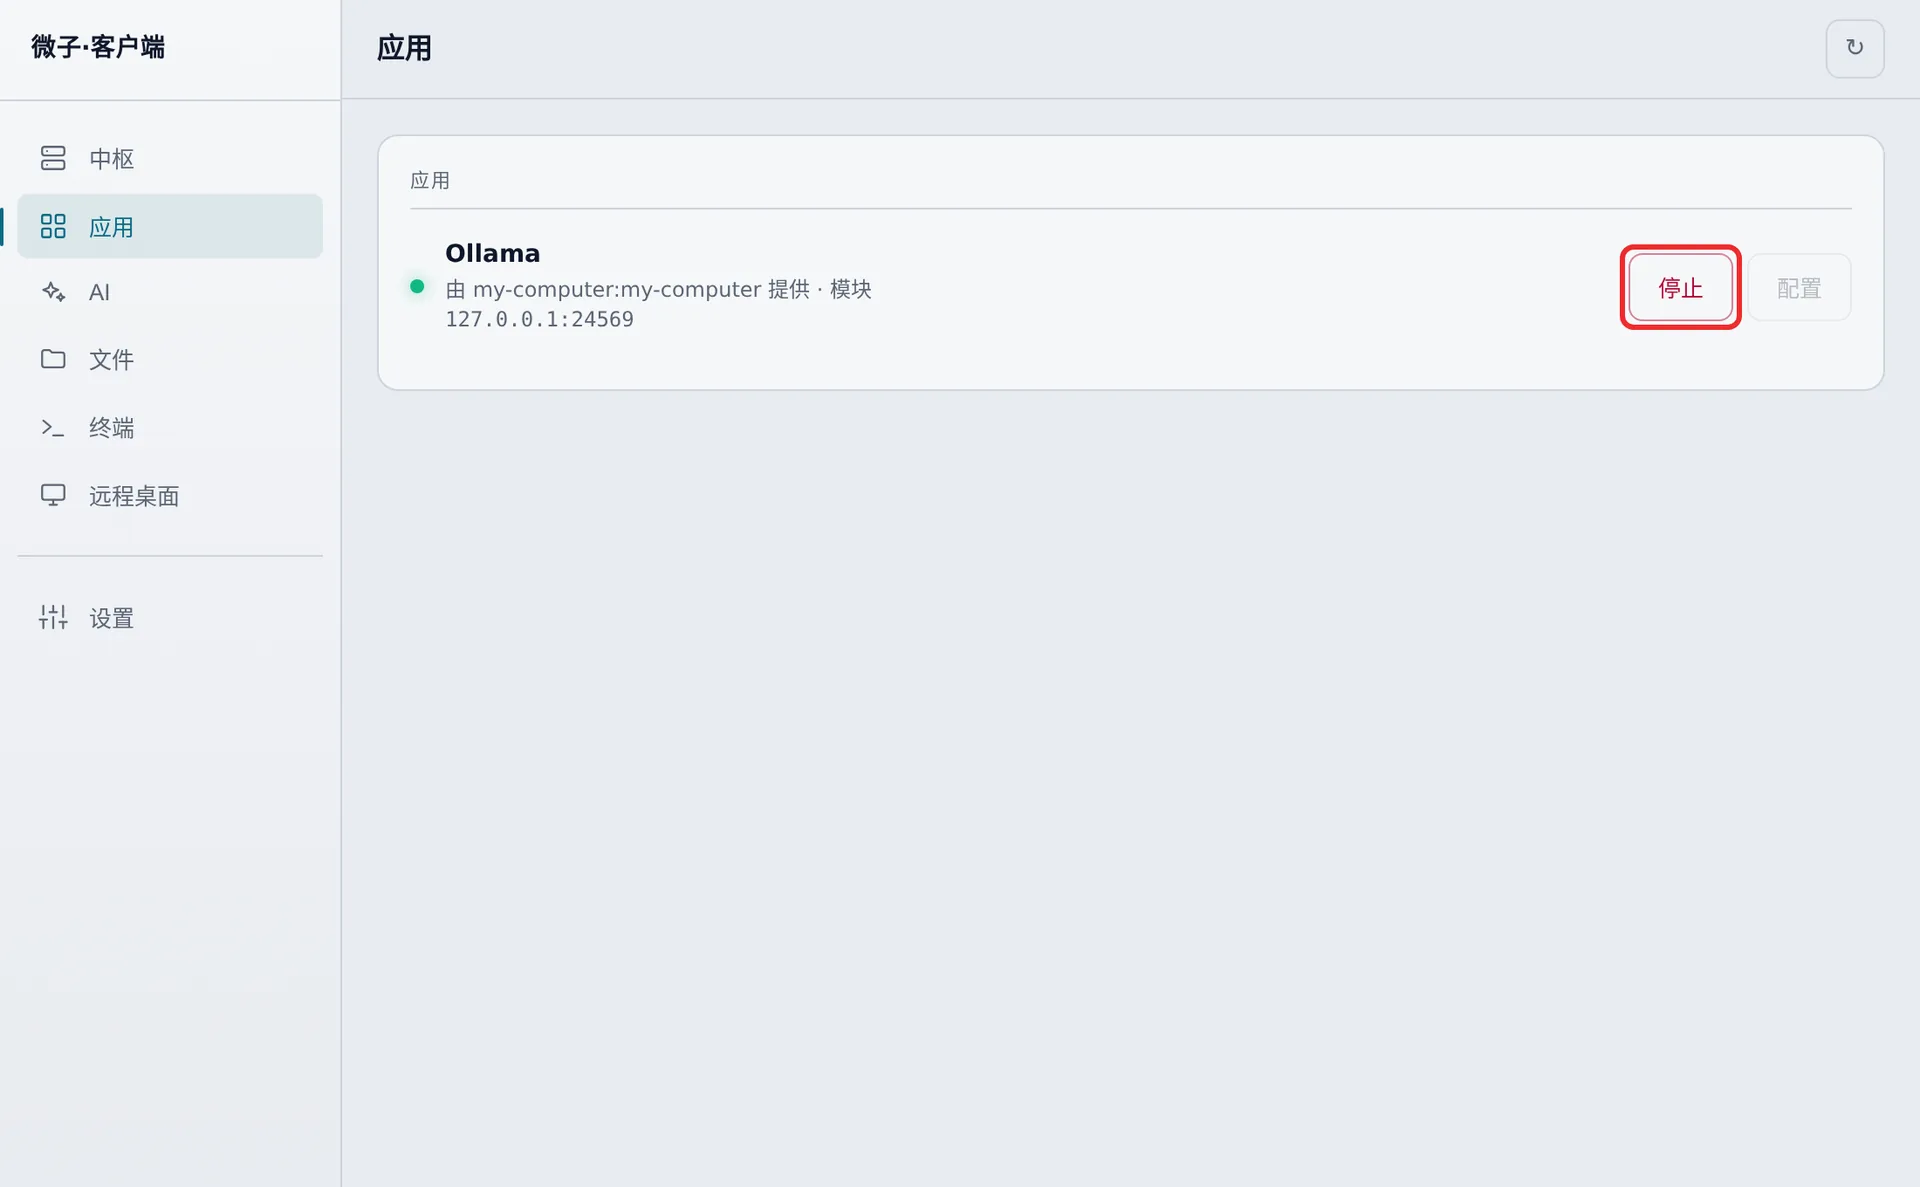 微子·客户端
应用
↻
中枢
应用
AI
文件
终端
远程桌面
设置
应用
Ollama
由 my-computer:my-computer 提供 · 模块
127.0.0.1:24569
停止
配置